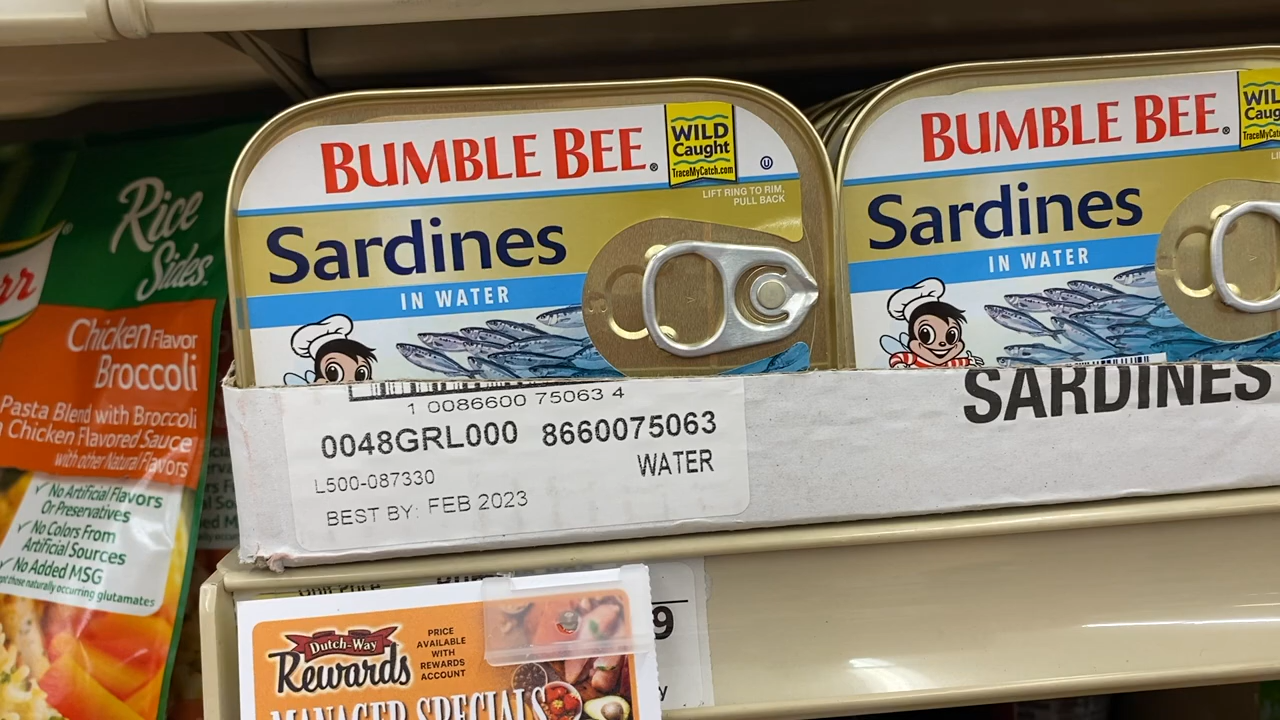 BUMBLE BEE®
WILD
Caught
TraceMyCatch.com
U
LIFT RING TO RIM,
PULL BACK
Sardines
IN WATER
BUMBLE BEE®
Sardines
IN WATER
Rice
Sides
Chicken Flavor
Broccoli
Pasta Blend with Broccoli
Chicken Flavored Sauce
with other Natural Flavors
✓ No Artificial Flavors
Or Preservatives
✓ No Colors From
Artificial Sources
✓ No Added MSG
those naturally occurring glutamates
1 0086600 75063 4
0048GRL000 8660075063
WATER
L500-087330
BEST BY: FEB 2023
SARDINES
Dutch-Way
Rewards
PRICE
AVAILABLE
WITH
REWARDS
ACCOUNT
MANAGER SPECIALS
9